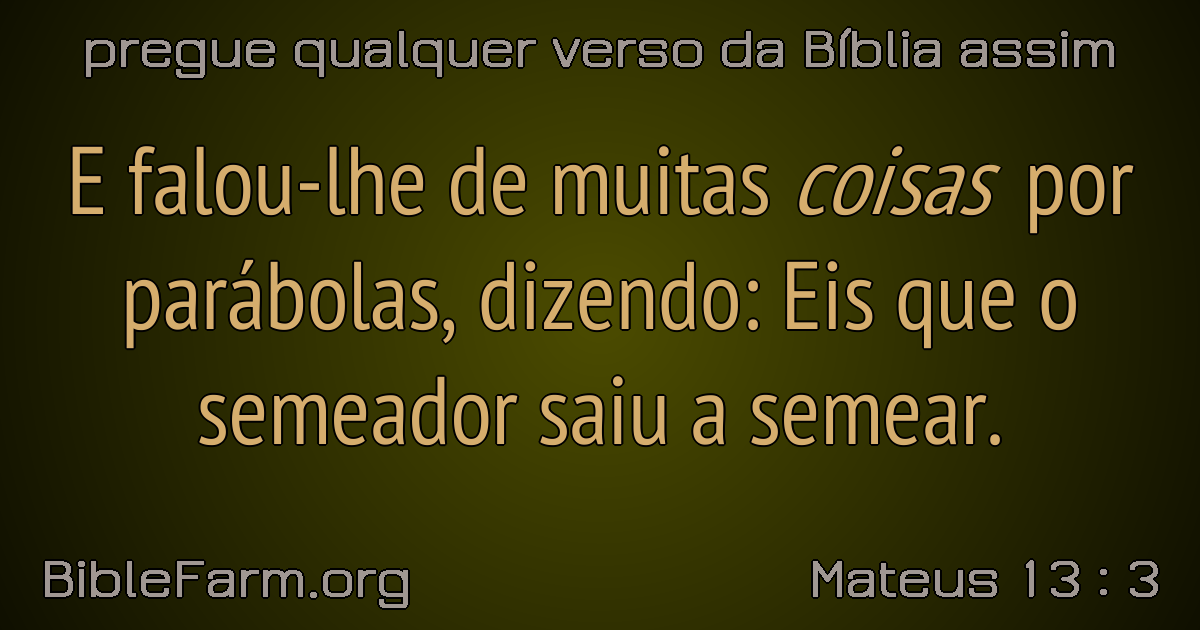 pregue qualquer verso da Bíblia assim
E falou-lhe de muitas coisas por
parábolas, dizendo: Eis que o
semeador saiu a semear.
BibleFarm.org
Mateus 13 : 3